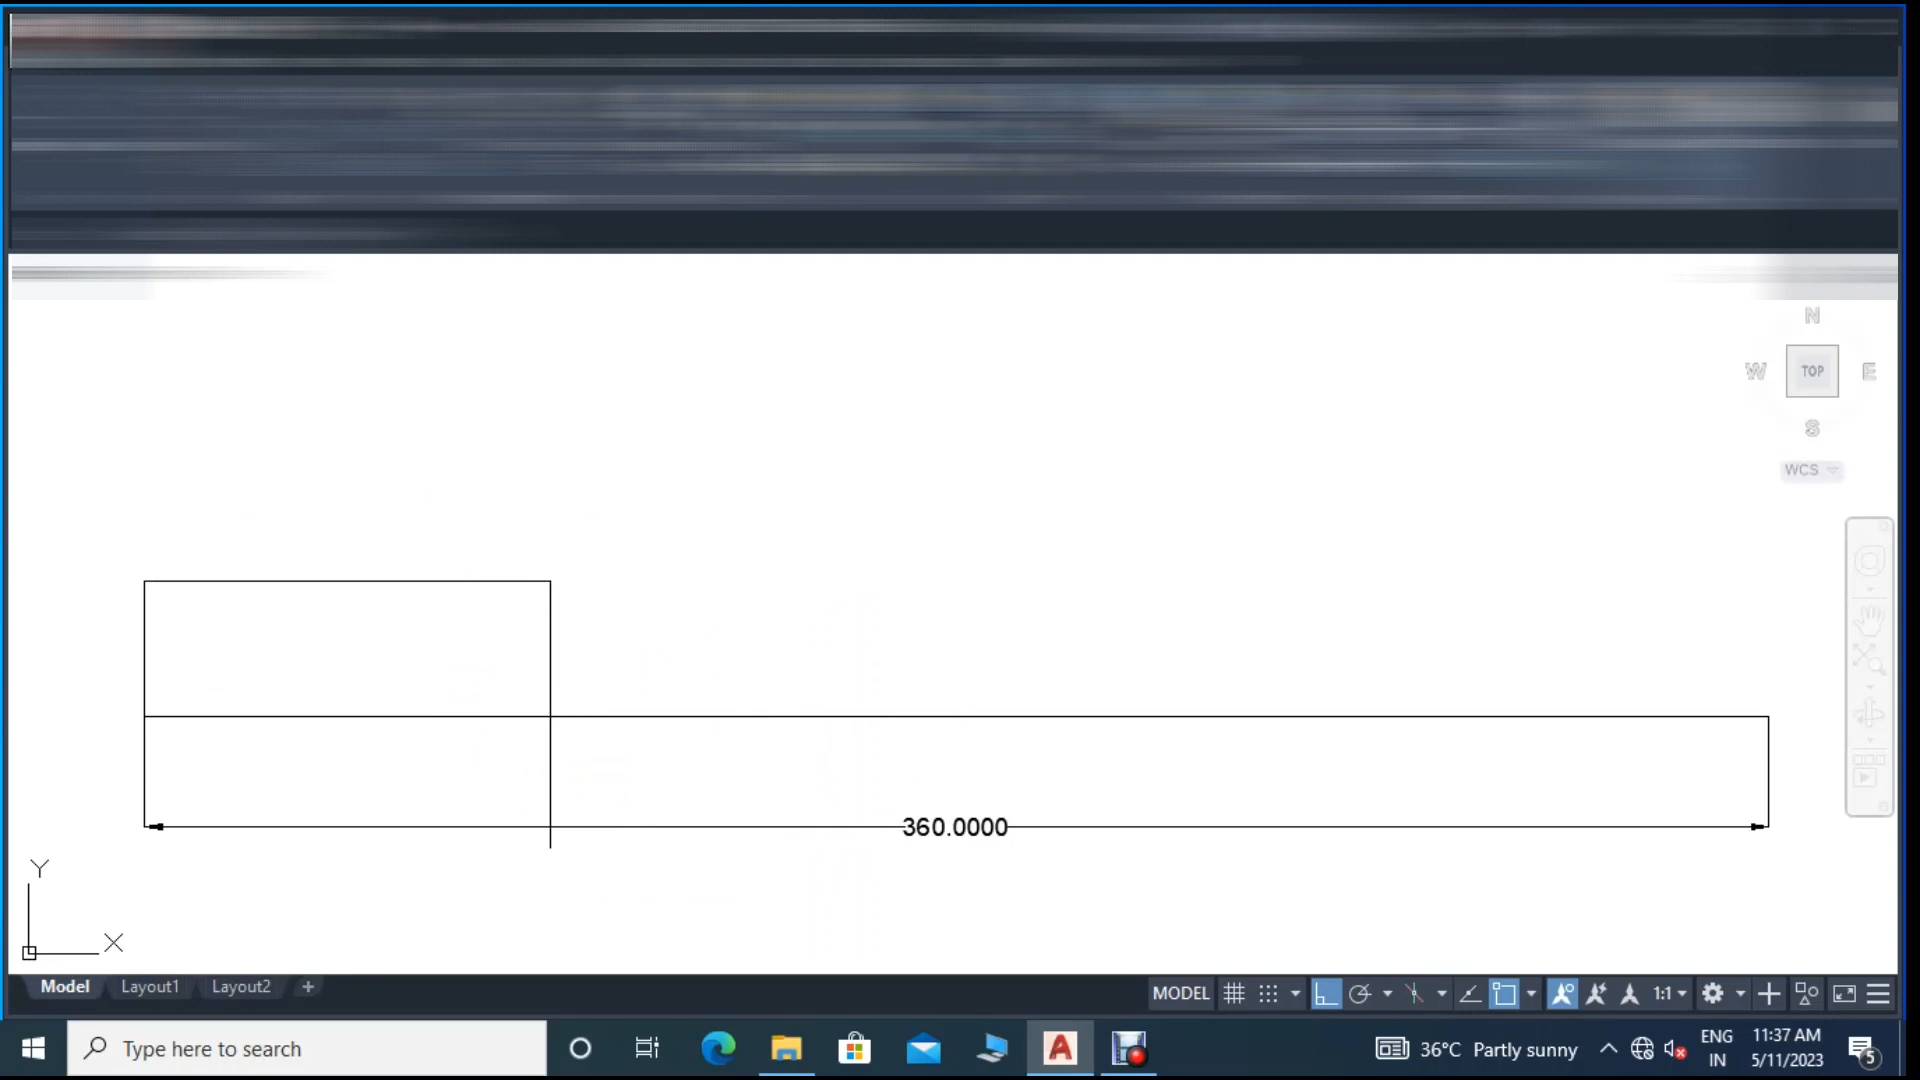 N
W TOP E
S
WCS
360.0000
Y
X
Model Layout1 Layout2 +
MODEL 1:1
Type here to search
36°C Partly sunny
ENG
IN
11:37 AM
5/11/2023
5